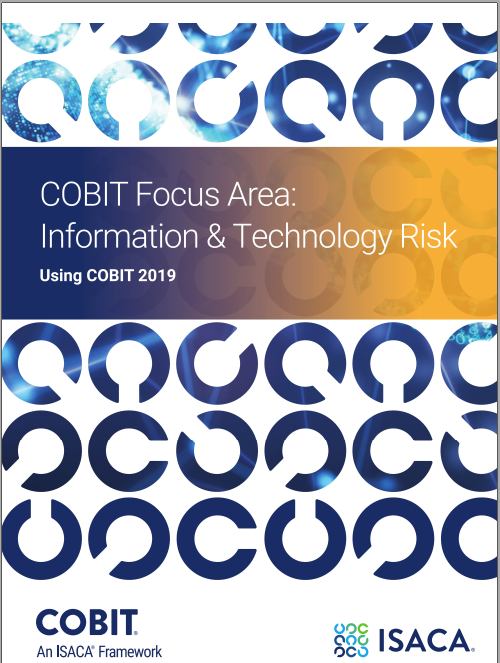 COBIT Focus Area:
Information & Technology Risk
Using COBIT 2019
COBIT®
An ISACA® Framework
ISACA®